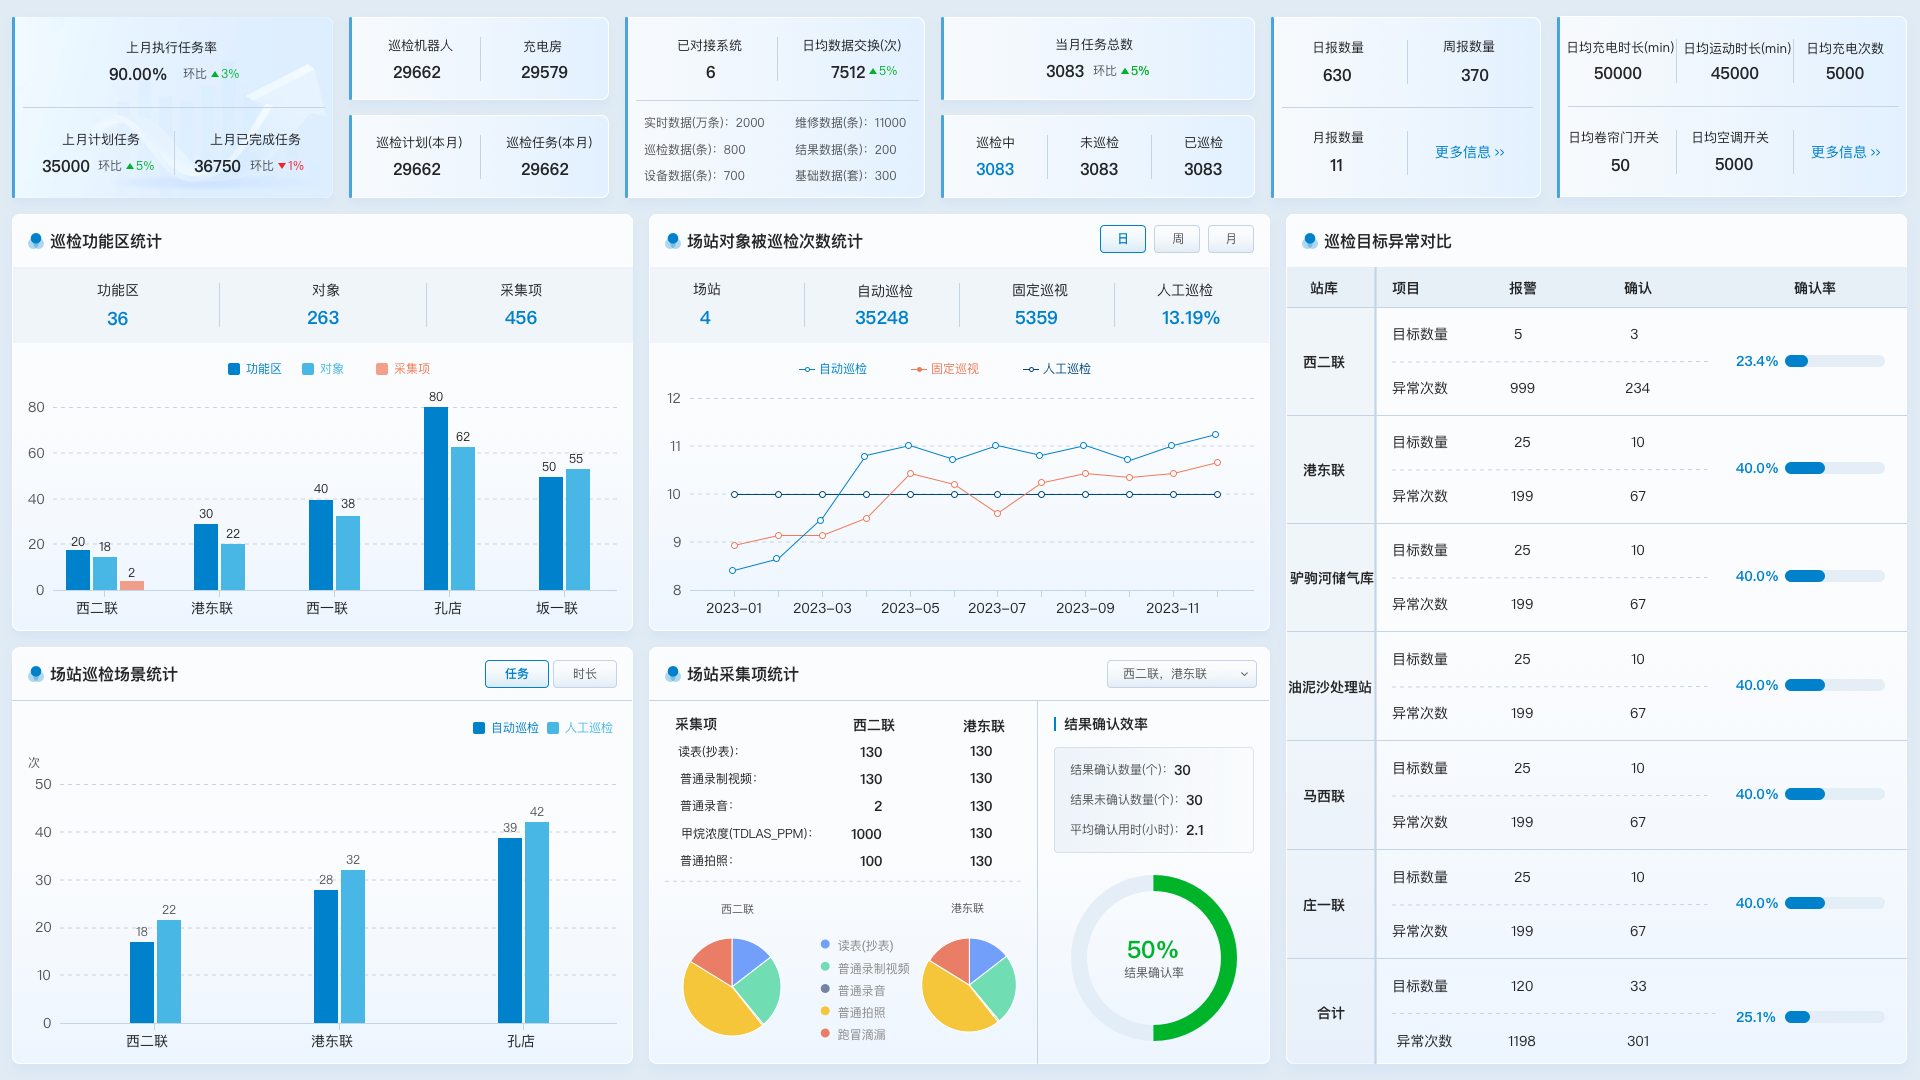 上月执行任务率
90.00% 环比 3%
上月计划任务 上月已完成任务
35000 环比 5% 36750 环比 1%
巡检机器人 充电房
29662 29579
巡检计划(本月) 巡检任务(本月)
29662 29662
已对接系统 日均数据交换(次)
6 7512 5%
实时数据(万条): 2000 维修数据(条): 11000
巡检数据(条): 800 结果数据(条): 200
设备数据(条): 700 基础数据(套): 300
当月任务总数
3083 环比 5%
巡检中 未巡检 已巡检
3083 3083 3083
日报数量 周报数量
630 370
月报数量
11 更多信息 >>
日均充电时长(min) 日均运动时长(min) 日均充电次数
50000 45000 5000
日均卷帘门开关 日均空调开关
50 5000 更多信息 >>
巡检功能区统计
功能区 对象 采集项
36 263 456
功能区 对象 采集项
80
60
40
20
0
20 18 2
30 22
40 38
80 62
50 55
西二联 港东联 西一联 孔店 坂一联
场站对象被巡检次数统计
日 周 月
场站 自动巡检 固定巡视 人工巡检
4 35248 5359 13.19%
自动巡检 固定巡视 人工巡检
12
11
10
9
8
2023–01 2023–03 2023–05 2023–07 2023–09 2023–11
巡检目标异常对比
站库 项目 报警 确认 确认率
西二联
目标数量 5 3
23.4%
异常次数 999 234
港东联
目标数量 25 10
40.0%
异常次数 199 67
驴驹河储气库
目标数量 25 10
40.0%
异常次数 199 67
油泥沙处理站
目标数量 25 10
40.0%
异常次数 199 67
马西联
目标数量 25 10
40.0%
异常次数 199 67
庄一联
目标数量 25 10
40.0%
异常次数 199 67
合计
目标数量 120 33
25.1%
异常次数 1198 301
场站巡检场景统计
任务 时长
自动巡检 人工巡检
次
50
40
30
20
10
0
18 22
28 32
39 42
西二联 港东联 孔店
场站采集项统计
西二联, 港东联
采集项 西二联 港东联
读表(抄表): 130 130
普通录制视频: 130 130
普通录音: 2 130
甲烷浓度(TDLAS_PPM): 1000 130
普通拍照: 100 130
西二联 港东联
读表(抄表)
普通录制视频
普通录音
普通拍照
跑冒滴漏
结果确认效率
结果确认数量(个): 30
结果未确认数量(个): 30
平均确认用时(小时): 2.1
50%
结果确认率